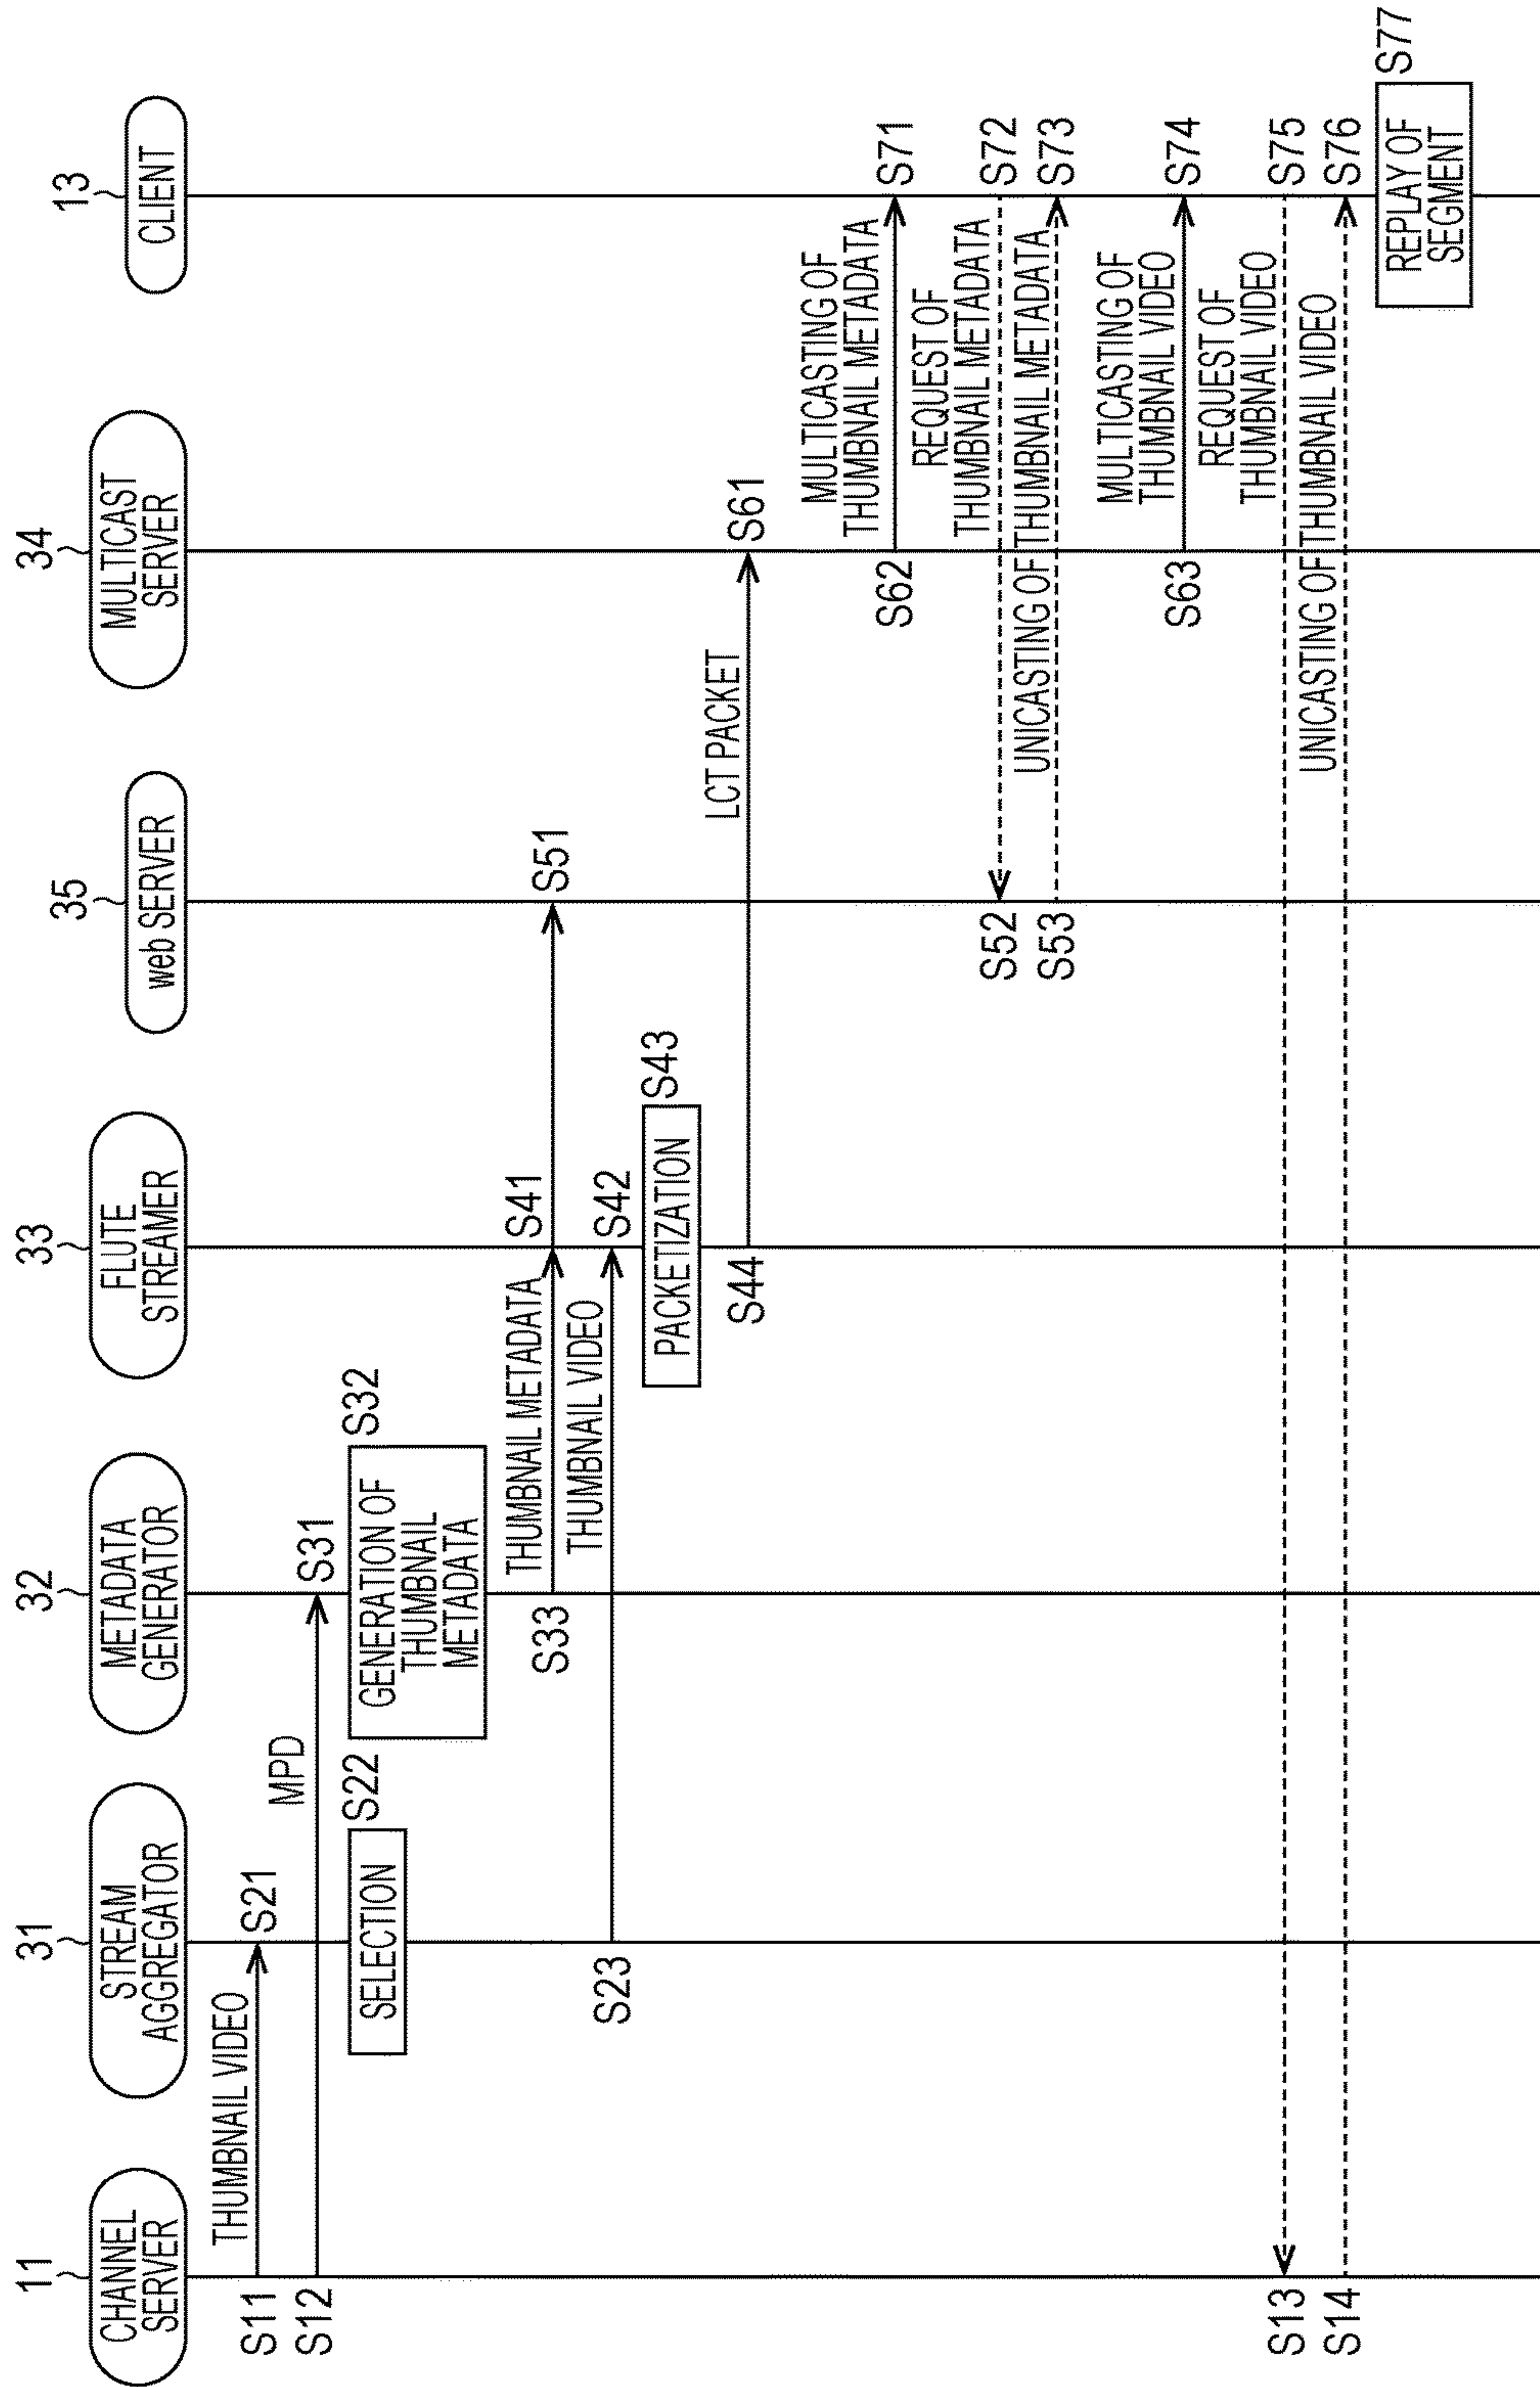 11
CHANNEL
SERVER
31
STREAM
AGGREGATOR
32
METADATA
GENERATOR
33
FLUTE
STREAMER
35
web SERVER
34
MULTICAST
SERVER
13
CLIENT
S11
THUMBNAIL VIDEO
S21
S12
MPD
S31
SELECTION
S22
GENERATION OF
THUMBNAIL
METADATA
S32
S33
THUMBNAIL METADATA
S41
S51
S23
THUMBNAIL VIDEO
S42
PACKETIZATION
S43
S44
LCT PACKET
S61
S62
MULTICASTING OF
THUMBNAIL METADATA
S71
S52
REQUEST OF
THUMBNAIL METADATA
S72
S53
UNICASTING OF THUMBNAIL METADATA
S73
S63
MULTICASTING OF
THUMBNAIL VIDEO
S74
S13
REQUEST OF
THUMBNAIL VIDEO
S75
S14
UNICASTING OF THUMBNAIL VIDEO
S76
REPLAY OF
SEGMENT
S77